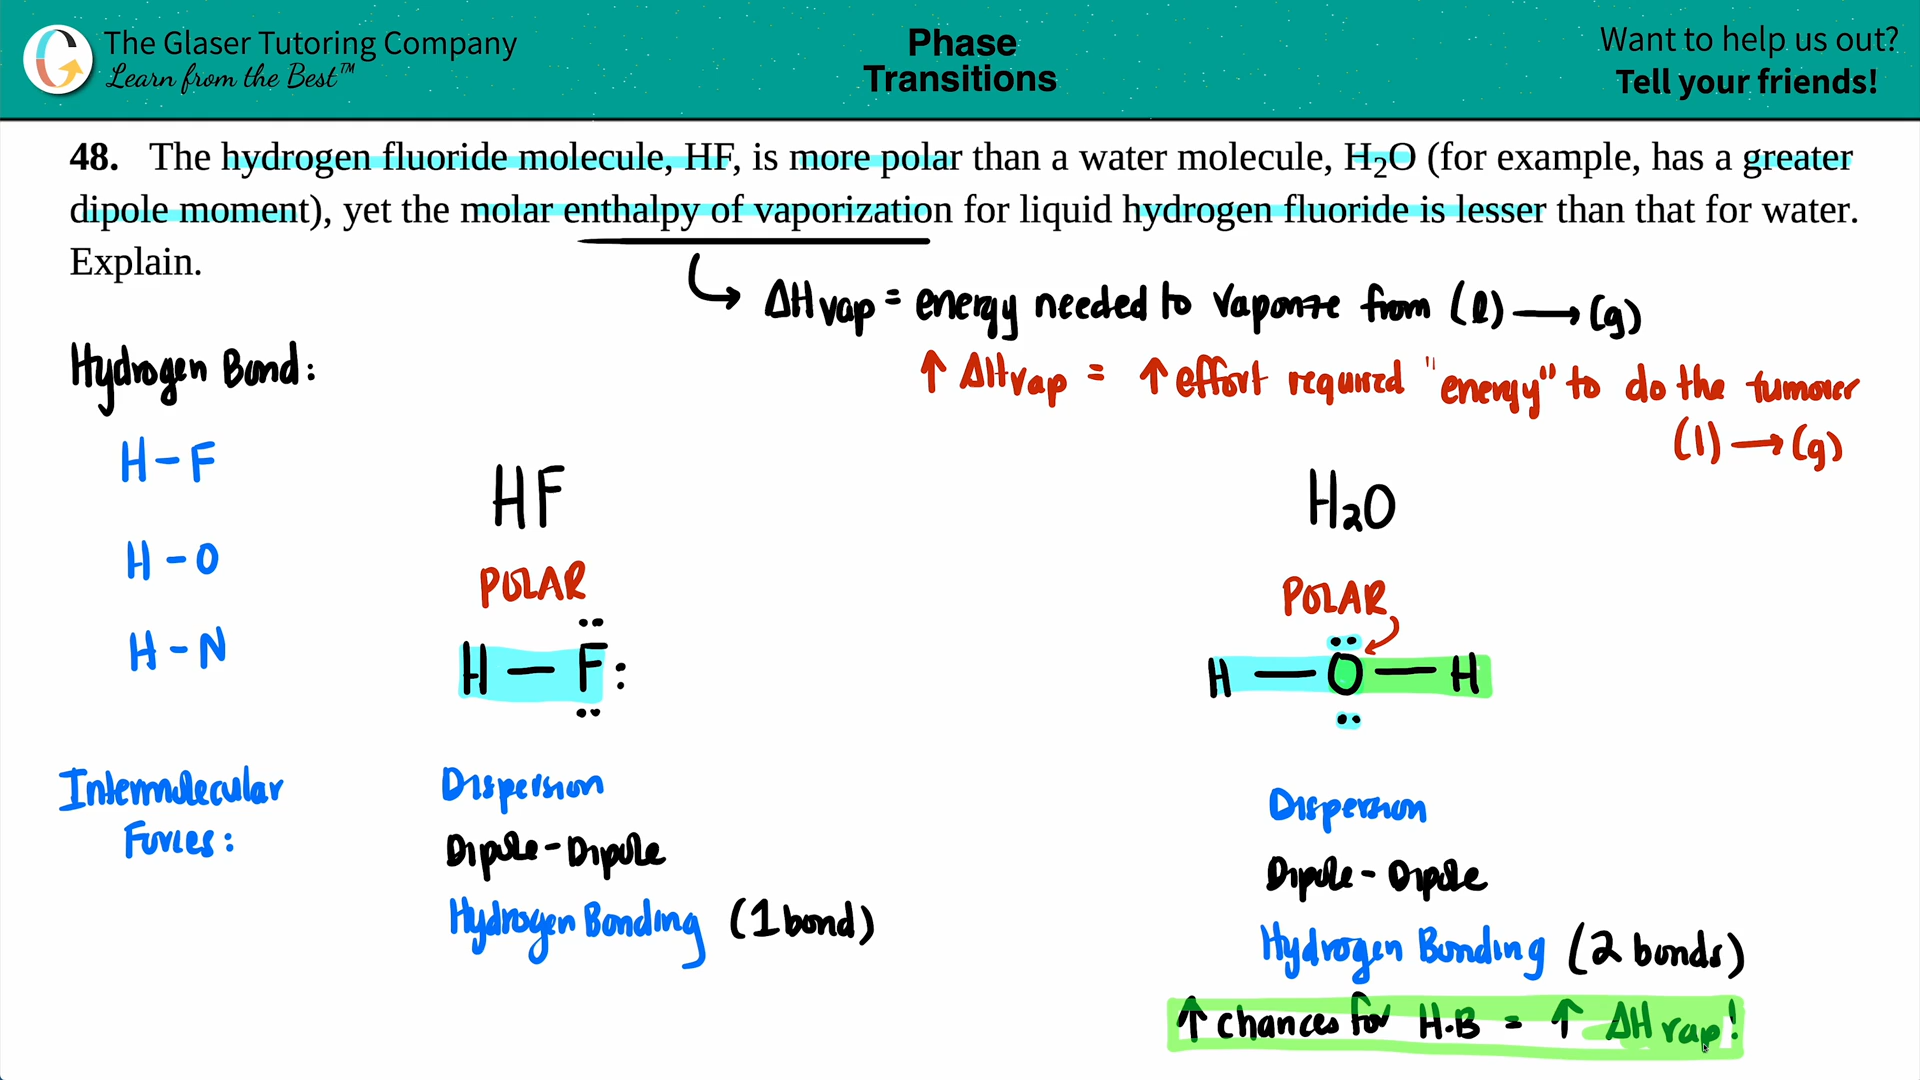 The Glaser Tutoring Company
Learn from the Best™
Phase
Transitions
Want to help us out?
Tell your friends!
48. The hydrogen fluoride molecule, HF, is more polar than a water molecule, H₂O (for example, has a greater
dipole moment), yet the molar enthalpy of vaporization for liquid hydrogen fluoride is lesser than that for water.
Explain.
ΔHvap = energy needed to vaporize from (l) → (g)
Hydrogen Bond:
↑ ΔHvap = ↑ effort required "energy" to do the turnover
(l) → (g)
H-F
H-O
H-N
HF
POLAR
H — F
H₂O
POLAR
H — O — H
Intermolecular
Forces:
Dispersion
Dipole-Dipole
Hydrogen Bonding (1 bond)
Dispersion
Dipole-Dipole
Hydrogen Bonding (2 bonds)
↑ chances for H.B = ↑ ΔHvap!